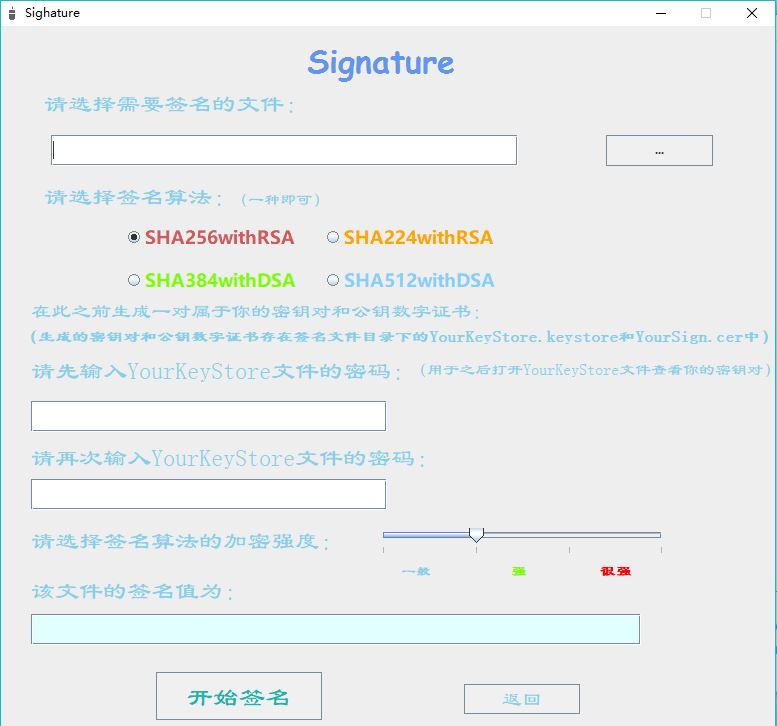 Sighature
Signature
请选择需要签名的文件：
...
请选择签名算法：（一种即可）
SHA256withRSA SHA224withRSA
SHA384withDSA SHA512withDSA
在此之前生成一对属于你的密钥对和公钥数字证书：
(生成的密钥对和公钥数字证书存在签名文件目录下的YourKeyStore.keystore和YourSign.cer中)
请先输入YourKeyStore文件的密码：（用于之后打开YourKeyStore文件查看你的密钥对）
请再次输入YourKeyStore文件的密码：
请选择签名算法的加密强度：
一般 强 很强
该文件的签名值为：
开始签名 返回